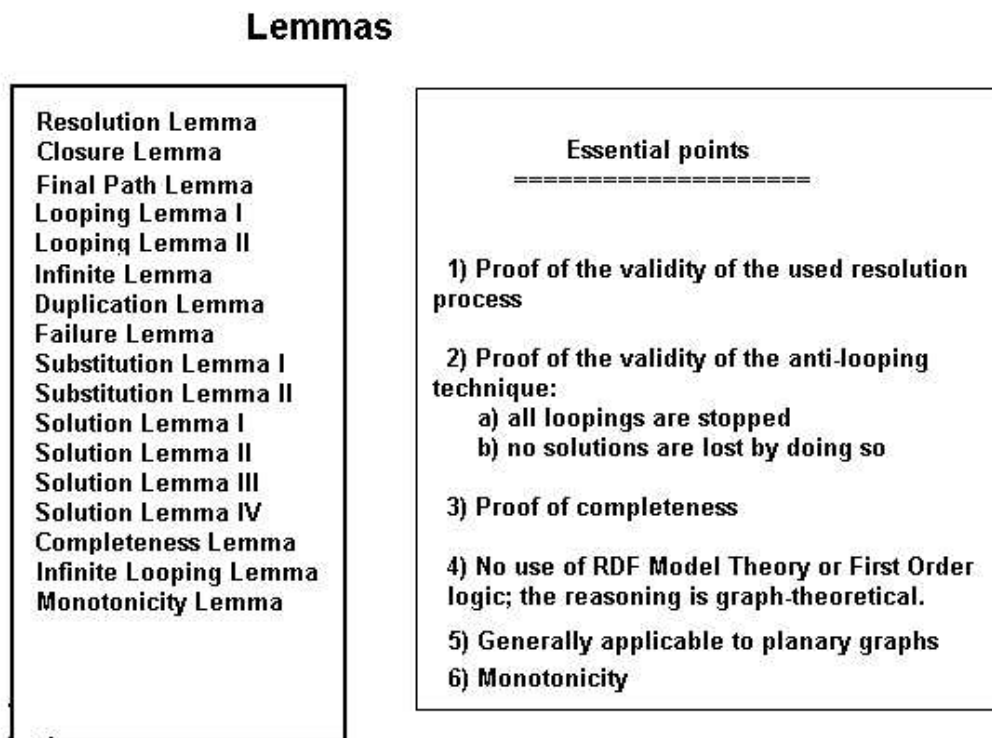 Lemmas
Resolution Lemma
Closure Lemma
Final Path Lemma
Looping Lemma I
Looping Lemma II
Infinite Lemma
Duplication Lemma
Failure Lemma
Substitution Lemma I
Substitution Lemma II
Solution Lemma I
Solution Lemma II
Solution Lemma III
Solution Lemma IV
Completeness Lemma
Infinite Looping Lemma
Monotonicity Lemma
Essential points
====================
1) Proof of the validity of the used resolution
process
2) Proof of the validity of the anti-looping
technique:
a) all loopings are stopped
b) no solutions are lost by doing so
3) Proof of completeness
4) No use of RDF Model Theory or First Order
logic; the reasoning is graph-theoretical.
5) Generally applicable to planary graphs
6) Monotonicity